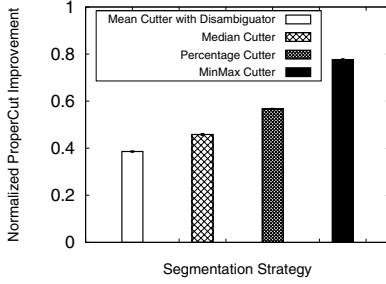 Normalized ProperCut Improvement
1
0.8
0.6
0.4
0.2
0
Mean Cutter with Disambiguator
Median Cutter
Percentage Cutter
MinMax Cutter
Segmentation Strategy